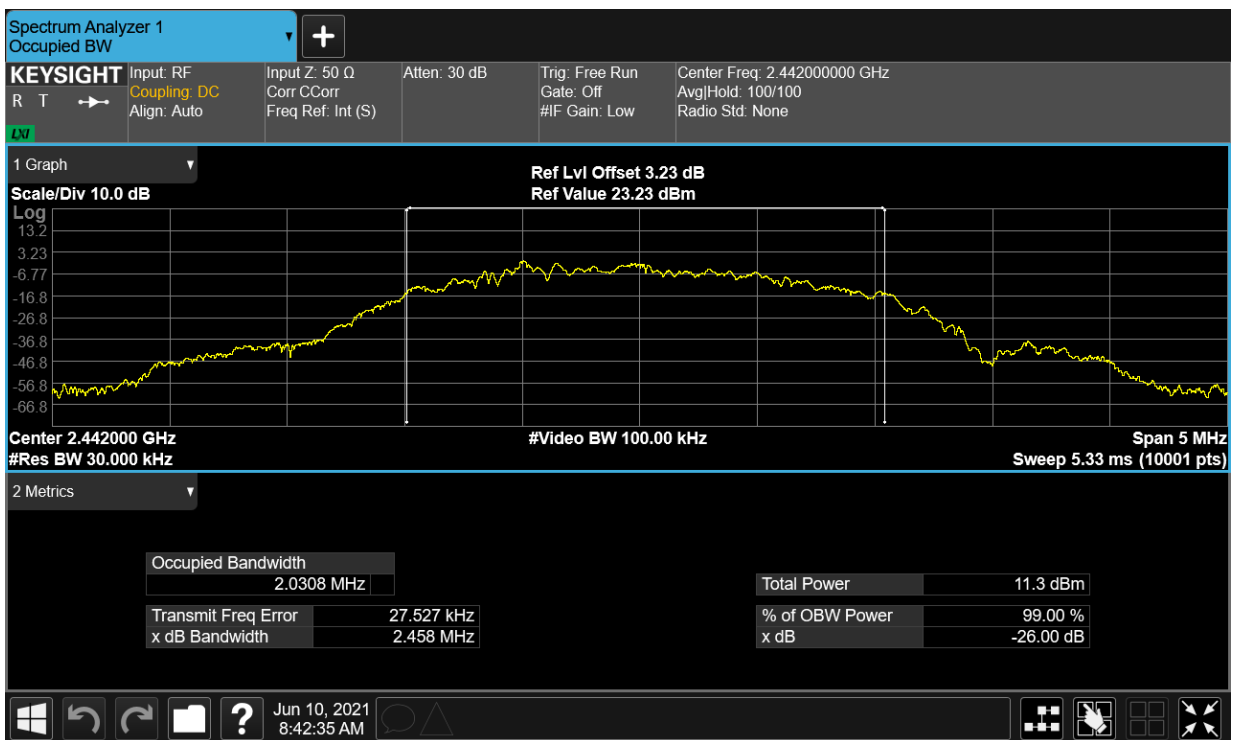 Spectrum Analyzer 1
Occupied BW
KEYSIGHT
R T
LXI
Input: RF
Coupling: DC
Align: Auto
Input Z: 50 Ω
Corr CCorr
Freq Ref: Int (S)
Atten: 30 dB
Trig: Free Run
Gate: Off
#IF Gain: Low
Center Freq: 2.442000000 GHz
Avg|Hold: 100/100
Radio Std: None
1 Graph
Scale/Div 10.0 dB
Ref Lvl Offset 3.23 dB
Ref Value 23.23 dBm
Log
13.2
3.23
-6.77
-16.8
-26.8
-36.8
-46.8
-56.8
-66.8
Center 2.442000 GHz
#Video BW 100.00 kHz
Span 5 MHz
#Res BW 30.000 kHz
Sweep 5.33 ms (10001 pts)
2 Metrics
Occupied Bandwidth
2.0308 MHz
Total Power 11.3 dBm
Transmit Freq Error 27.527 kHz
% of OBW Power 99.00 %
x dB Bandwidth 2.458 MHz
x dB -26.00 dB
?
Jun 10, 2021
8:42:35 AM